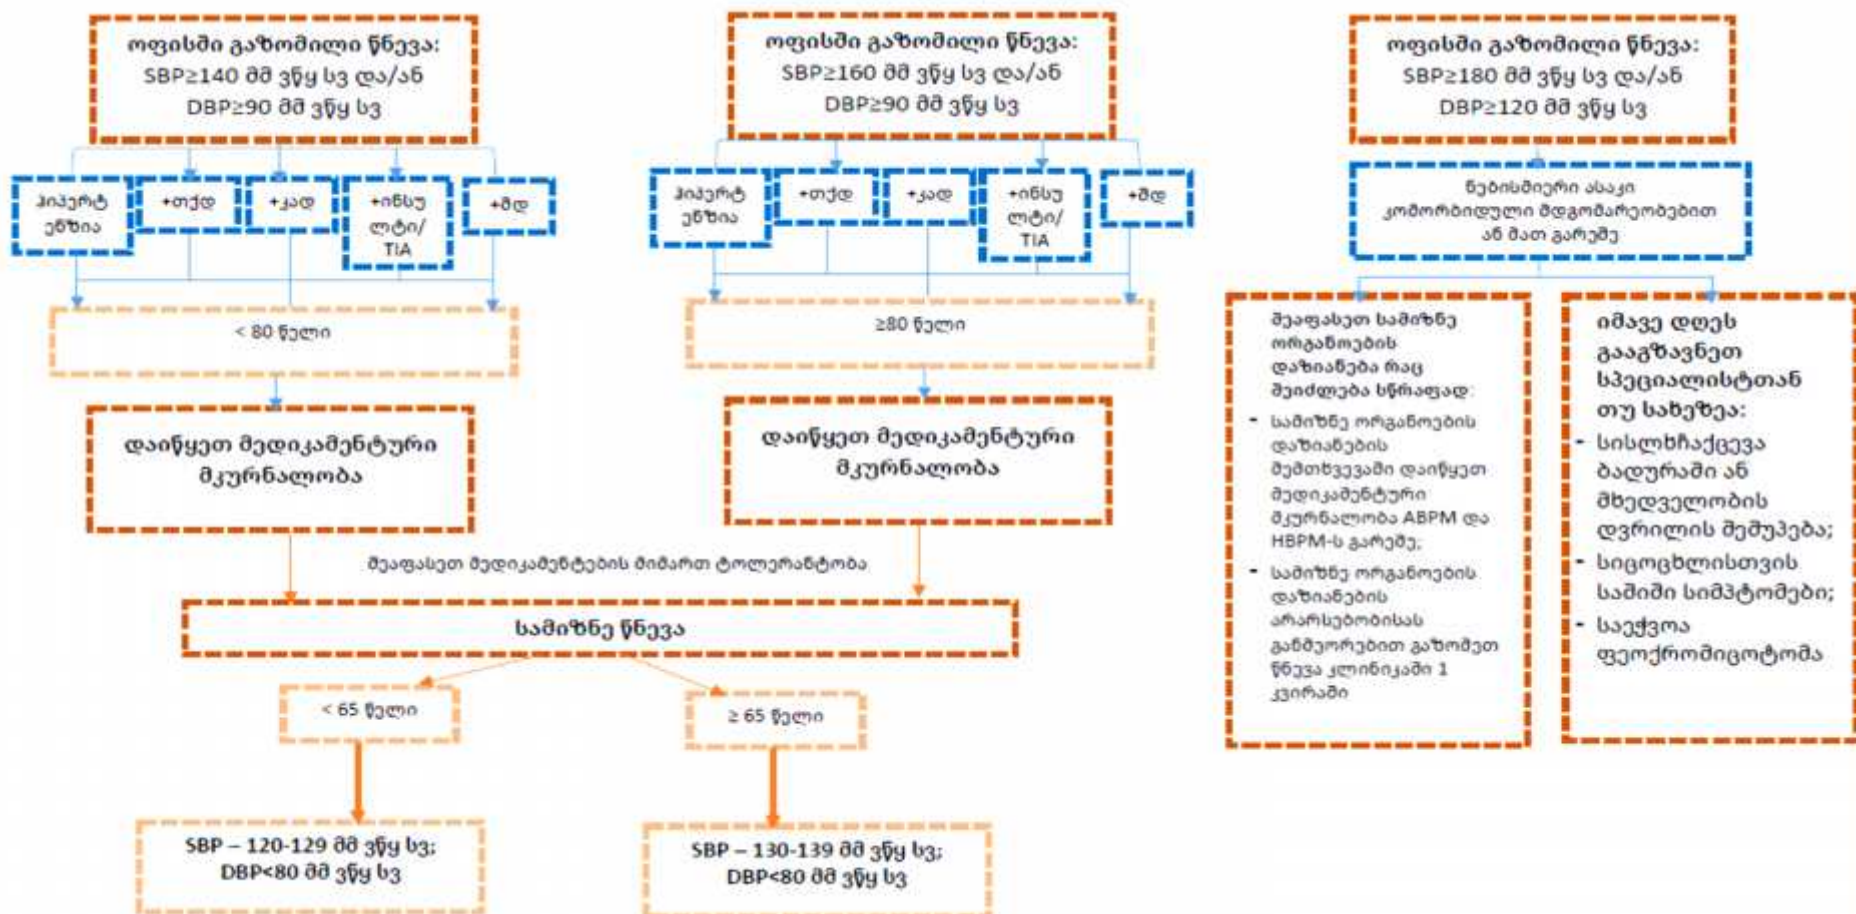 ოფისში გაზომილი წნევა:
SBP≥140 მმ ვწყ სვ და/ან
DBP≥90 მმ ვწყ სვ
ჰიპერტ
ენზია
+თქდ
+კად
+ინსუ
ლტი/
TIA
+შდ
< 80 წელი
დაიწყეთ მედიკამენტური
მკურნალობა
ოფისში გაზომილი წნევა:
SBP≥160 მმ ვწყ სვ და/ან
DBP≥90 მმ ვწყ სვ
ჰიპერტ
ენზია
+თქდ
+კად
+ინსუ
ლტი/
TIA
+შდ
≥80 წელი
დაიწყეთ მედიკამენტური
მკურნალობა
შეაფასეთ მედიკამენტების მიმართ ტოლერანტობა
სამიზნე წნევა
< 65 წელი
≥ 65 წელი
SBP – 120-129 მმ ვწყ სვ;
DBP<80 მმ ვწყ სვ
SBP – 130-139 მმ ვწყ სვ;
DBP<80 მმ ვწყ სვ
ოფისში გაზომილი წნევა:
SBP≥180 მმ ვწყ სვ და/ან
DBP≥120 მმ ვწყ სვ
ნებისმიერი ასაკი
კომორბიდული მდგომარეობებით
ან მათ გარეშე
შეაფასეთ სამიზნე
ორგანოების
დაზიანება რაც
შეიძლება სწრაფად:
- სამიზნე ორგანოების
დაზიანების
შემთხვევაში დაიწყეთ
მედიკამენტური
მკურნალობა ABPM და
HBPM-ს გარეშე;
- სამიზნე ორგანოების
დაზიანების
არარსებობისას
განმეორებით გაზომეთ
წნევა კლინიკაში 1
კვირაში
იმავე დღეს
გააგზავნეთ
სპეციალისტთან
თუ სახეზეა:
- სისლხჩაქცევა
ბადურაში ან
მხედველობის
დვრილის შეშუპება;
- სიცოცხლისთვის
საშიში სიმპტომები;
- საეჭვოა
ფეოქრომიცოტომა